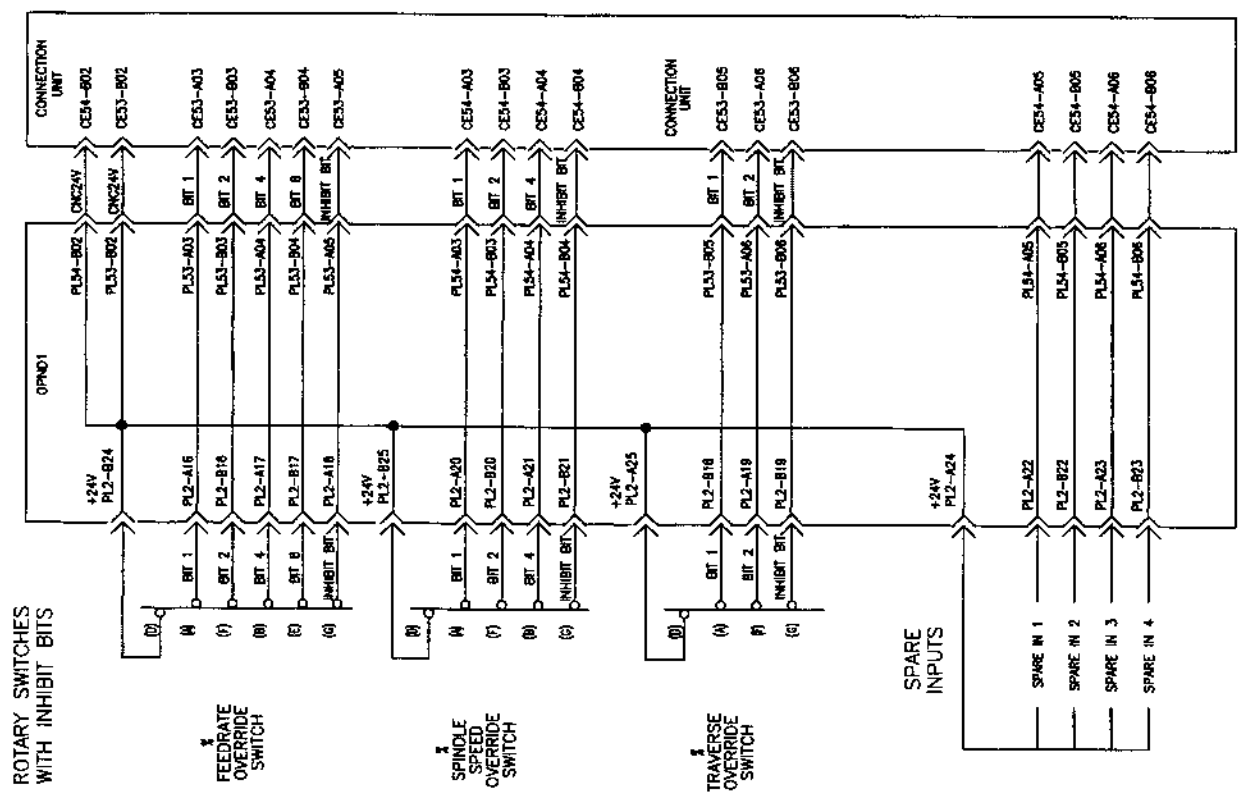 ROTARY SWITCHES
WITH INHIBIT BITS
%
FEEDRATE
OVERRIDE
SWITCH
%
SPINDLE
SPEED
OVERRIDE
SWITCH
%
TRAVERSE
OVERRIDE
SWITCH
SPARE
INPUTS
OPND1
CONNECTION
UNIT
+24V
PL2-B24
PL54-B02
CNC24V
CE54-B02
PL53-B02
CNC24V
CE53-B02
(D)
(A)
BIT 1
PL2-A16
PL53-A03
BIT 1
CE53-A03
(F)
BIT 2
PL2-B16
PL53-B03
BIT 2
CE53-B03
(B)
BIT 4
PL2-A17
PL53-A04
BIT 4
CE53-A04
(E)
BIT 8
PL2-B17
PL53-B04
BIT 8
CE53-B04
(G)
INHIBIT BIT
PL2-A18
PL53-A05
INHIBIT BIT
CE53-A05
+24V
PL2-B25
(D)
(A)
BIT 1
PL2-A20
PL54-A03
BIT 1
CE54-A03
(F)
BIT 2
PL2-B20
PL54-B03
BIT 2
CE54-B03
(B)
BIT 4
PL2-A21
PL54-A04
BIT 4
CE54-A04
INHIBIT BIT
PL2-B21
PL54-B04
INHIBIT BIT
CE54-B04
+24V
PL2-A25
CONNECTION
UNIT
(D)
(A)
BIT 1
PL2-B18
PL53-B05
BIT 1
CE53-B05
(F)
BIT 2
PL2-A19
PL53-A06
BIT 2
CE53-A06
(G)
INHIBIT BIT
PL2-B19
PL53-B06
INHIBIT BIT
CE53-B06
+24V
PL2-A24
SPARE IN 1
PL2-A22
PL54-A05
CE54-A05
SPARE IN 2
PL2-B22
PL54-B05
CE54-B05
SPARE IN 3
PL2-A23
PL54-A06
CE54-A06
SPARE IN 4
PL2-B23
PL54-B06
CE54-B06